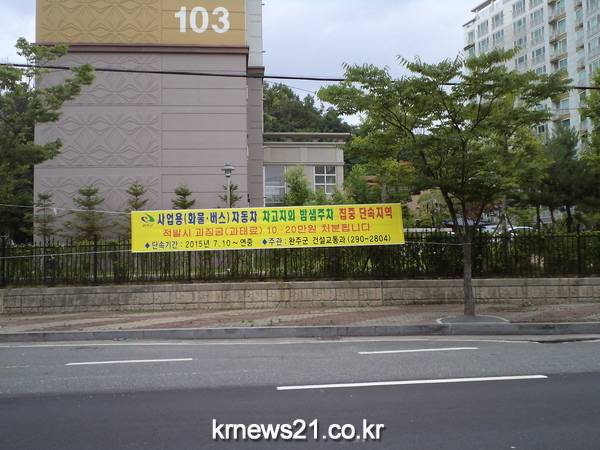 103
사업용(화물·버스)자동차 차고지외 밤샘주차 집중 단속지역
적발시 과징금(과태료) 10~20만원 처분됩니다
♦ 단속기간 : 2015년 7.10~연중 ♦ 주관 : 완주군 건설교통과 (290-2804)
krnews21.co.kr